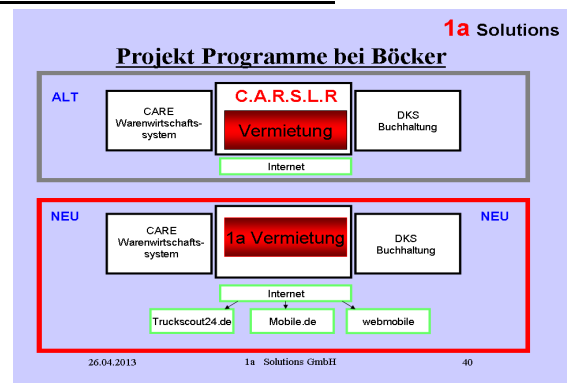 1a Solutions
Projekt Programme bei Böcker
ALT
CARE
Warenwirtschafts-
system
C.A.R.S.L.R
Vermietung
DKS
Buchhaltung
Internet
NEU
NEU
CARE
Warenwirtschafts-
system
1a Vermietung
DKS
Buchhaltung
Internet
Truckscout24.de
Mobile.de
webmobile
26.04.2013
1a Solutions GmbH
40